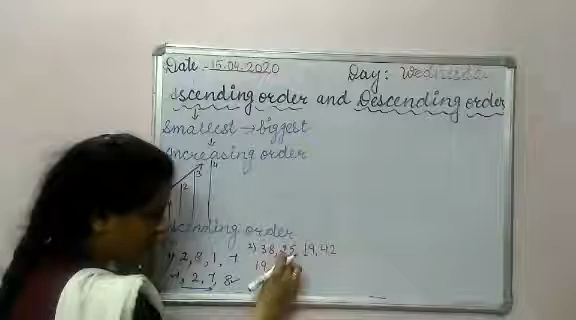 Date :- 15.04.2020
Day: Wednesda
Ascending order and Descending order
Smallest → biggest
Increasing order
2 3 4
scending order
1) 2, 8, 1, 7
2) 38, 25, 19, 42
1, 2, 7, 8
19